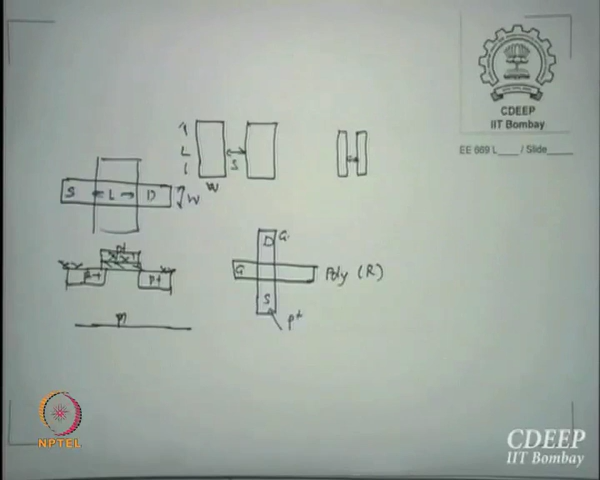 CDEEP
IIT Bombay
EE 669 L____ / Slide____
L
S
W
S L D
W
D G.
G Poly (R)
S
p+
p+
n
NPTEL
CDEEP
IIT Bombay